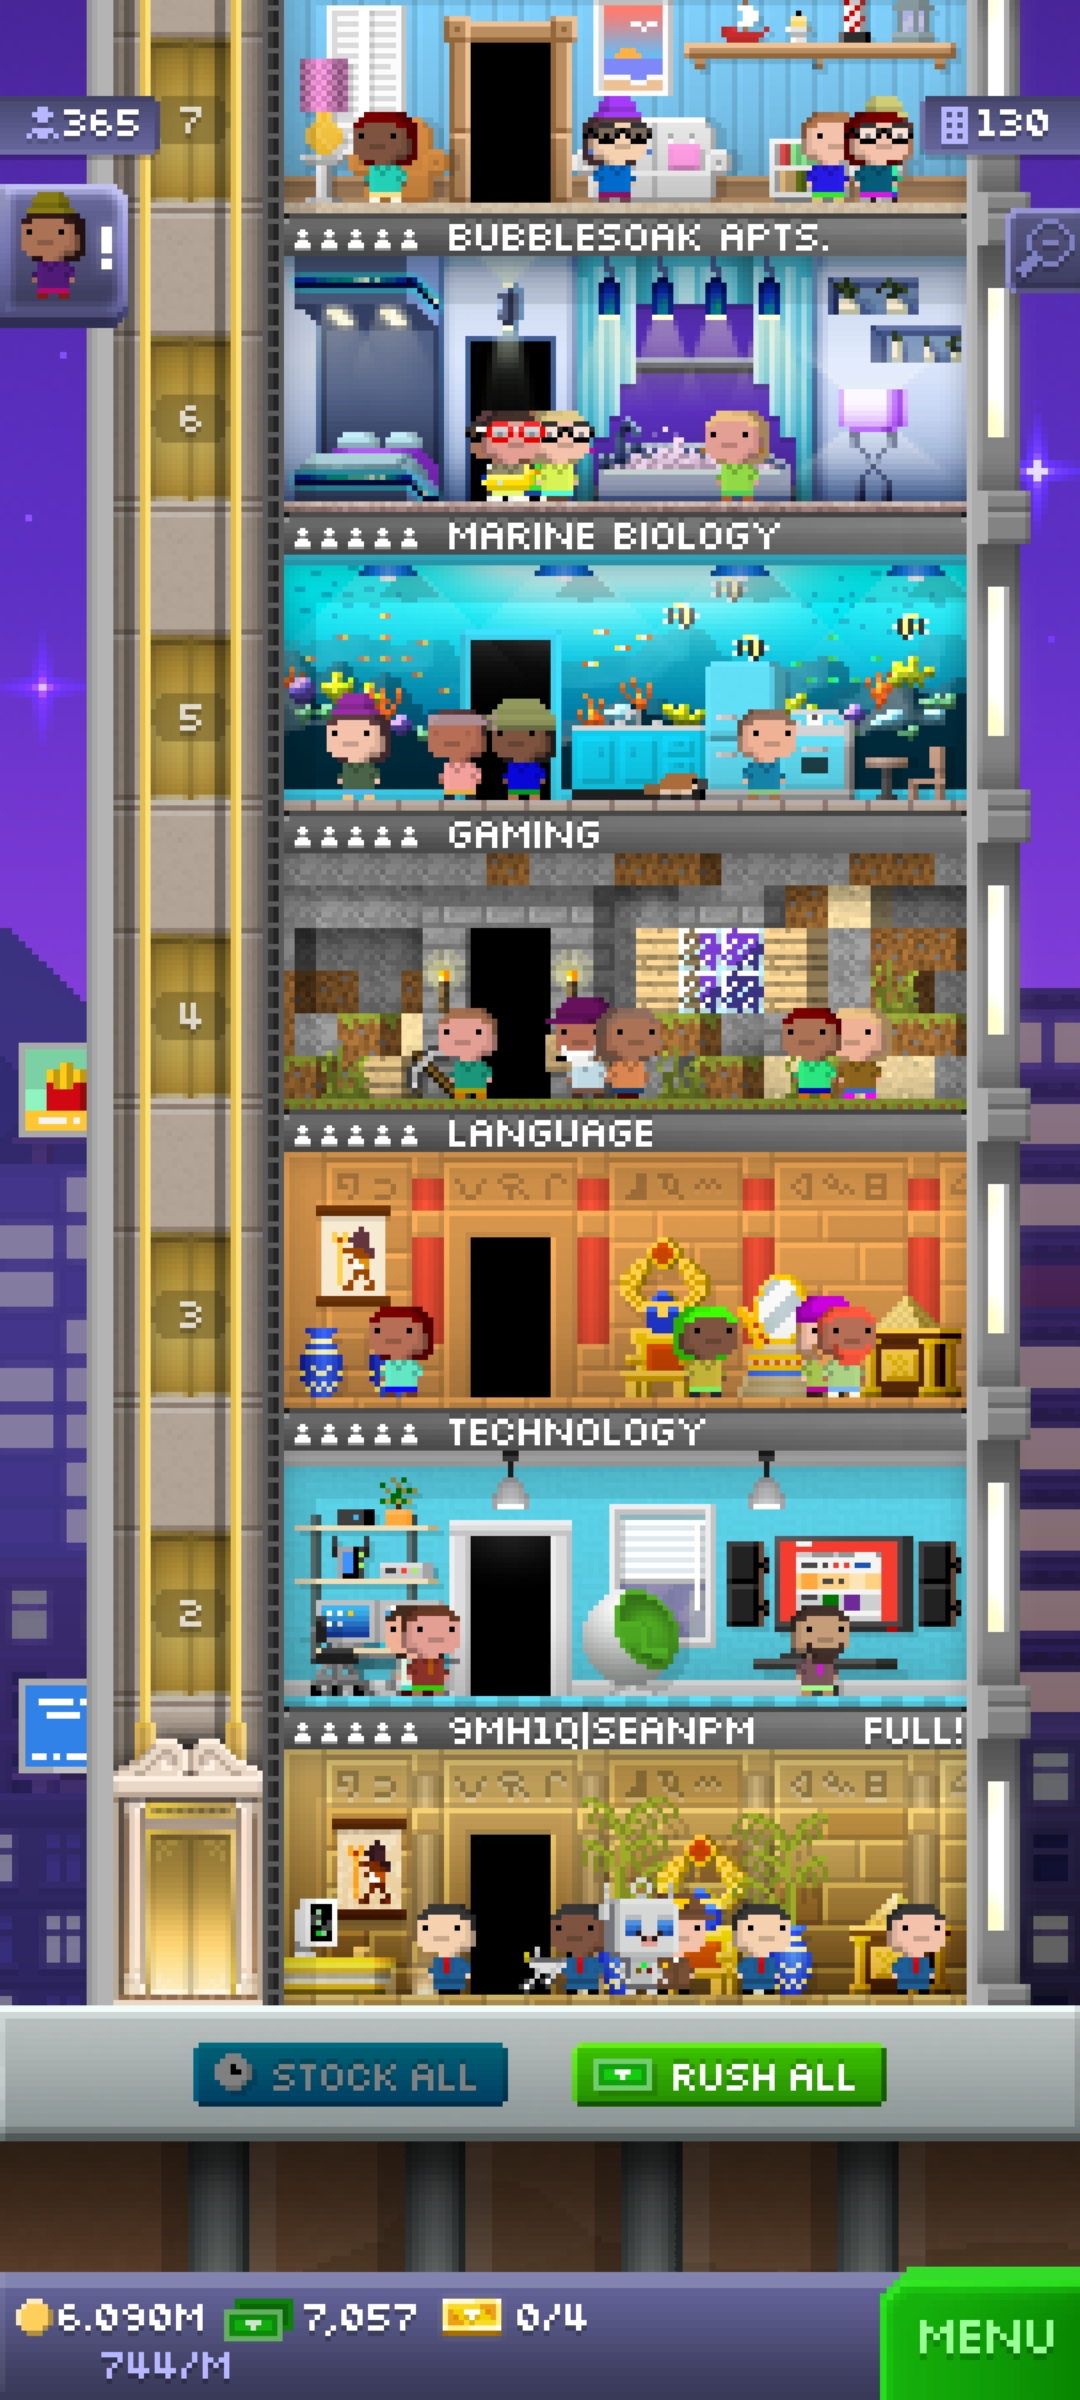 7
365
130
!
BUBBLESOAK APTS.
6
MARINE BIOLOGY
5
GAMING
4
LANGUAGE
3
TECHNOLOGY
2
9MH1Q|SEANPM FULL!
STOCK ALL
RUSH ALL
6.090M 7,057 0/4
744/M
MENU